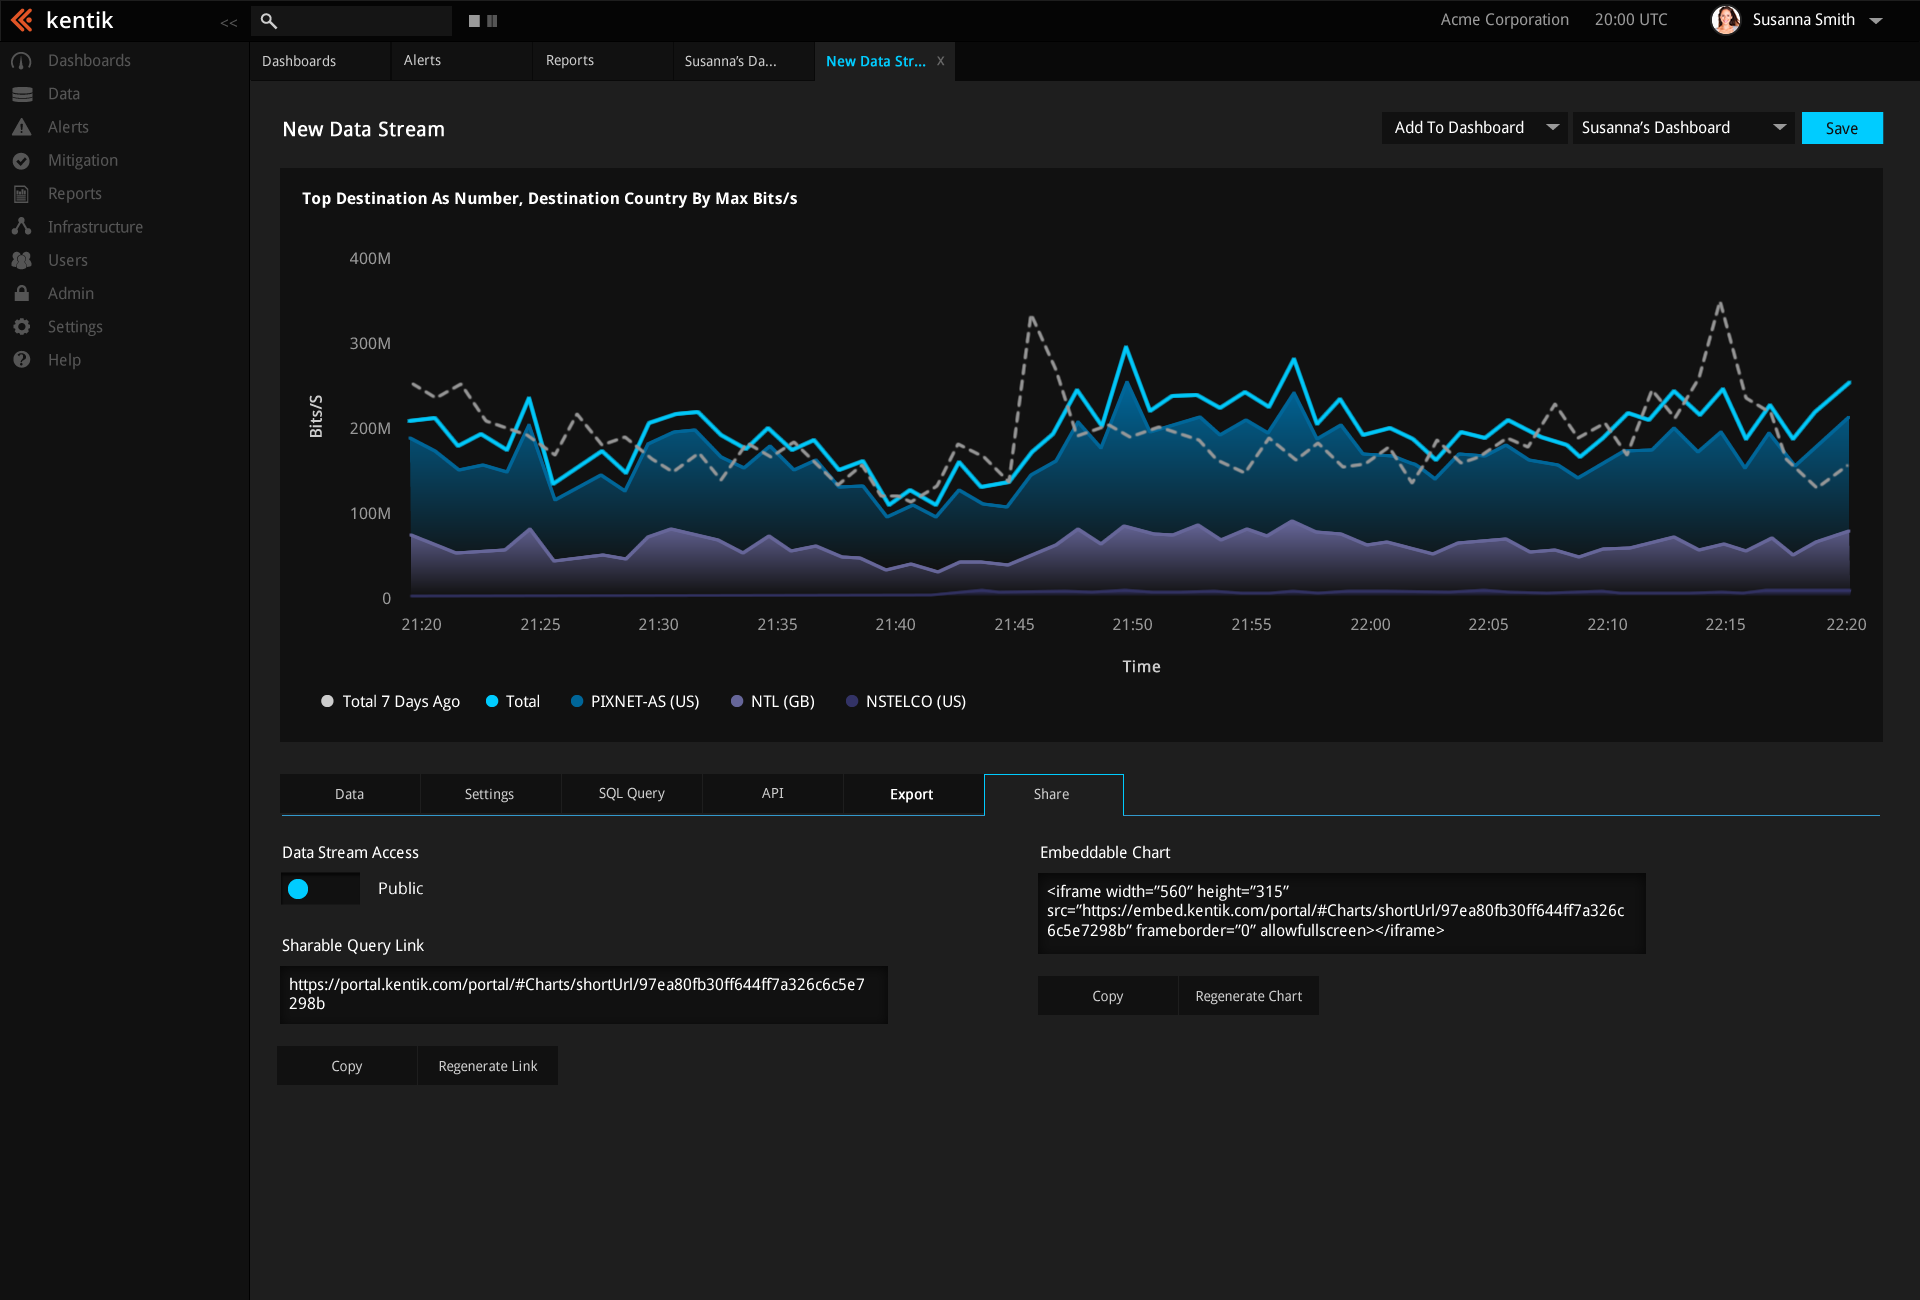 kentik
<<
Acme Corporation
20:00 UTC
Susanna Smith
Dashboards
Data
Alerts
Mitigation
Reports
Infrastructure
Users
Admin
Settings
Help
Dashboards
Alerts
Reports
Susanna’s Da...
New Data Str...
X
New Data Stream
Add To Dashboard
Susanna’s Dashboard
Save
Top Destination As Number, Destination Country By Max Bits/s
400M
300M
200M
100M
0
Bits/S
21:20
21:25
21:30
21:35
21:40
21:45
21:50
21:55
22:00
22:05
22:10
22:15
22:20
Time
Total 7 Days Ago
Total
PIXNET-AS (US)
NTL (GB)
NSTELCO (US)
Data
Settings
SQL Query
API
Export
Share
Data Stream Access
Public
Sharable Query Link
https://portal.kentik.com/portal/#Charts/shortUrl/97ea80fb30ff644ff7a326c6c5e7
298b
Copy
Regenerate Link
Embeddable Chart
<iframe width=”560” height=”315”
src=”https://embed.kentik.com/portal/#Charts/shortUrl/97ea80fb30ff644ff7a326c
6c5e7298b” frameborder=”0” allowfullscreen></iframe>
Copy
Regenerate Chart